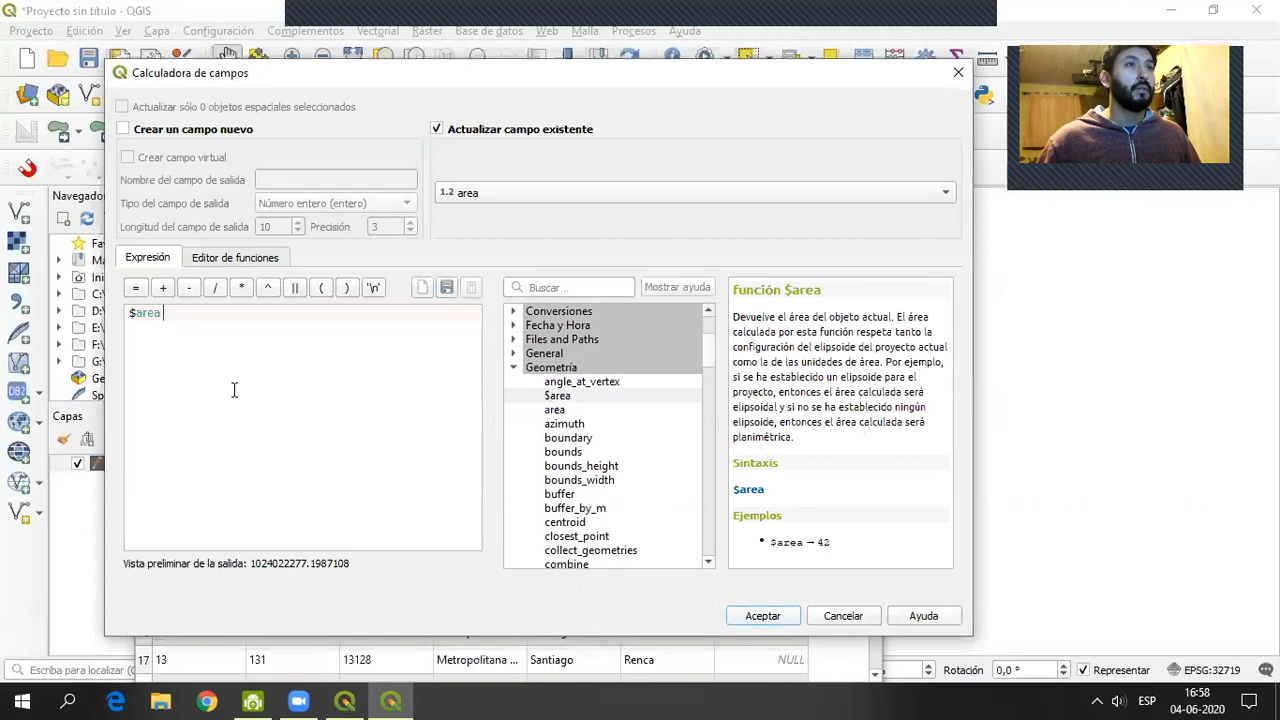 *Proyecto sin título - QGIS
Proyecto Edición Ver Capa Configuración Complementos Vectorial Ráster Base de datos Web Malla Procesos Ayuda
Calculadora de campos
Actualizar sólo 0 objetos espaciales seleccionados
Crear un campo nuevo
Actualizar campo existente
Crear campo virtual
Nombre del campo de salida
1.2 area
Tipo del campo de salida
Número entero (entero)
Longitud del campo de salida
10
Precisión
3
Navegado
Expresión
Editor de funciones
= + - / * ^ || ( ) '\n'
Buscar...
Mostrar ayuda
$area
Fav
Ma
Ini
C:\
D:\
E:\
F:\
G:\
Ge
Sp
Capas
Conversiones
Fecha y Hora
Files and Paths
General
Geometría
angle_at_vertex
$area
area
azimuth
boundary
bounds
bounds_height
bounds_width
buffer
buffer_by_m
centroid
closest_point
collect_geometries
combine
función $area
Devuelve el área del objeto actual. El área
calculada por esta función respeta tanto la
configuración del elipsoide del proyecto actual
como la de las unidades de área. Por ejemplo,
si se ha establecido un elipsoide para el
proyecto, entonces el área calculada será
elipsoidal y si no se ha establecido ningún
elipsoide, entonces el área calculada será
planimétrica.
Sintaxis
$area
Ejemplos
• $area → 42
Vista preliminar de la salida: 1024022277.1987108
Aceptar
Cancelar
Ayuda
17 13 131 13128 Metropolitana ... Santiago Renca NULL
Escriba para localizar (C
Rotación 0,0 °
Representar
EPSG:32719
DB2
ESP
16:58
04-06-2020